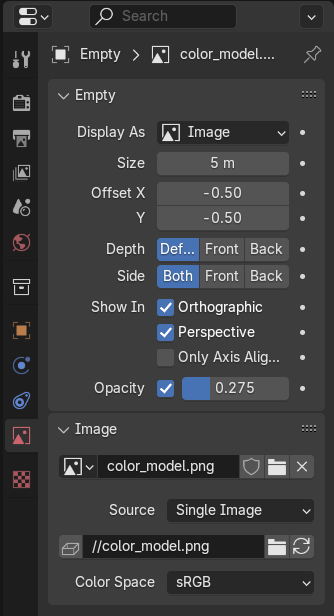 Search
Empty > color_model....
Empty
Display As Image
Size 5 m
Offset X -0.50
Y -0.50
Depth Def... Front Back
Side Both Front Back
Show In Orthographic
Perspective
Only Axis Alig...
Opacity 0.275
Image
color_model.png
Source Single Image
//color_model.png
Color Space sRGB